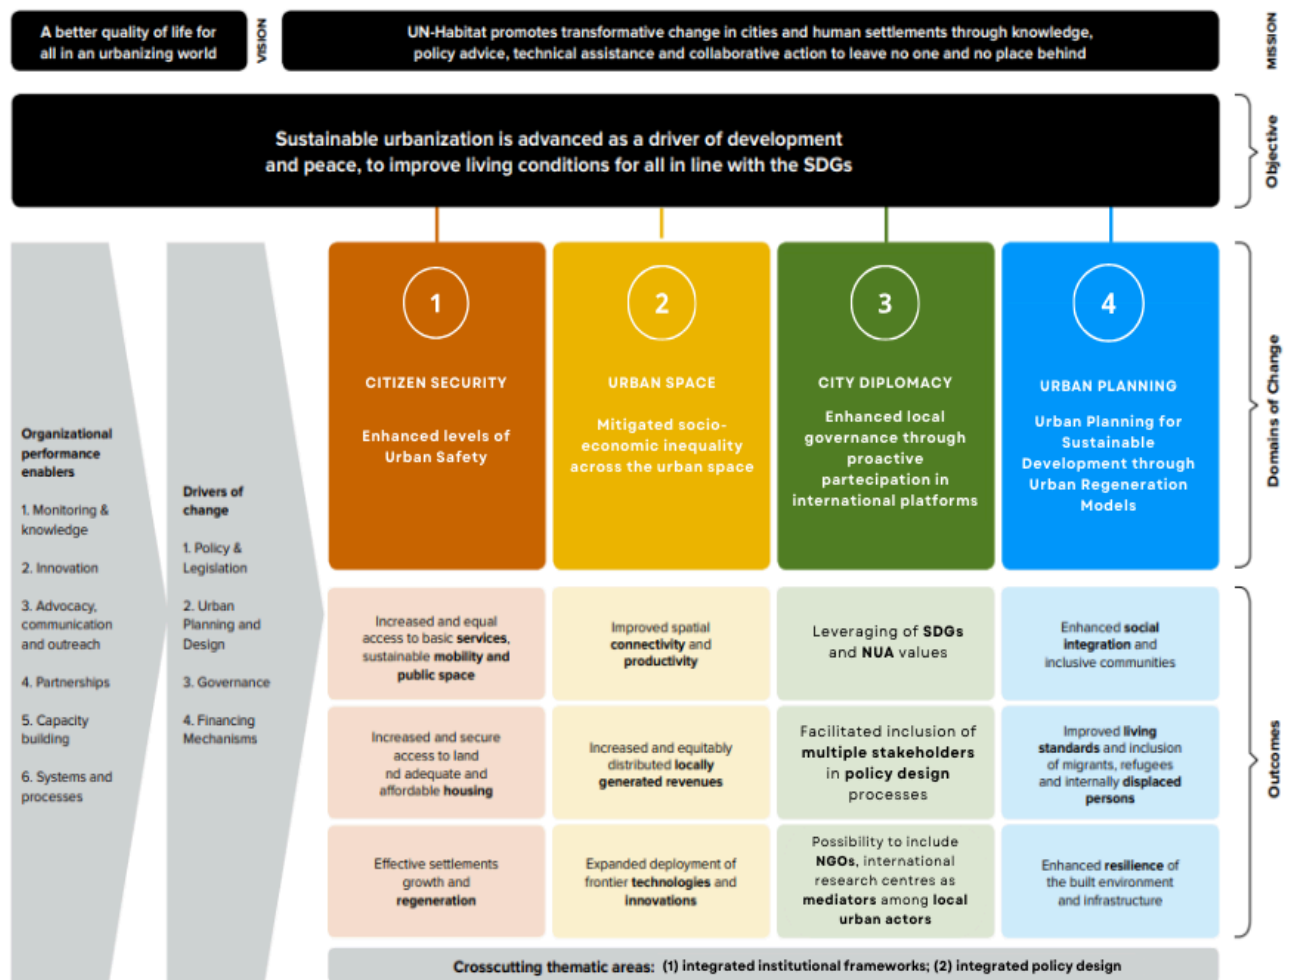 A better quality of life for
all in an urbanizing world
VISION
UN-Habitat promotes transformative change in cities and human settlements through knowledge,
policy advice, technical assistance and collaborative action to leave no one and no place behind
MISSION
Sustainable urbanization is advanced as a driver of development
and peace, to improve living conditions for all in line with the SDGs
Objective
Organizational
performance
enablers
1. Monitoring &
knowledge
2. Innovation
3. Advocacy,
communication
and outreach
4. Partnerships
5. Capacity
building
6. Systems and
processes
Drivers of
change
1. Policy &
Legislation
2. Urban
Planning and
Design
3. Governance
4. Financing
Mechanisms
1
CITIZEN SECURITY
Enhanced levels of
Urban Safety
2
URBAN SPACE
Mitigated socio-
economic inequality
across the urban space
3
CITY DIPLOMACY
Enhanced local
governance through
proactive
partecipation in
international platforms
4
URBAN PLANNING
Urban Planning for
Sustainable
Development through
Urban Regeneration
Models
Domains of Change
Increased and equal
access to basic services,
sustainable mobility and
public space
Improved spatial
connectivity and
productivity
Leveraging of SDGs
and NUA values
Enhanced social
integration and
inclusive communities
Increased and secure
access to land
nd adequate and
affordable housing
Increased and equitably
distributed locally
generated revenues
Facilitated inclusion of
multiple stakeholders
in policy design
processes
Improved living
standards and inclusion
of migrants, refugees
and internally displaced
persons
Effective settlements
growth and
regeneration
Expanded deployment of
frontier technologies and
innovations
Possibility to include
NGOs, international
research centres as
mediators among local
urban actors
Enhanced resilience of
the built environment
and infrastructure
Outcomes
Crosscutting thematic areas: (1) integrated institutional frameworks; (2) integrated policy design